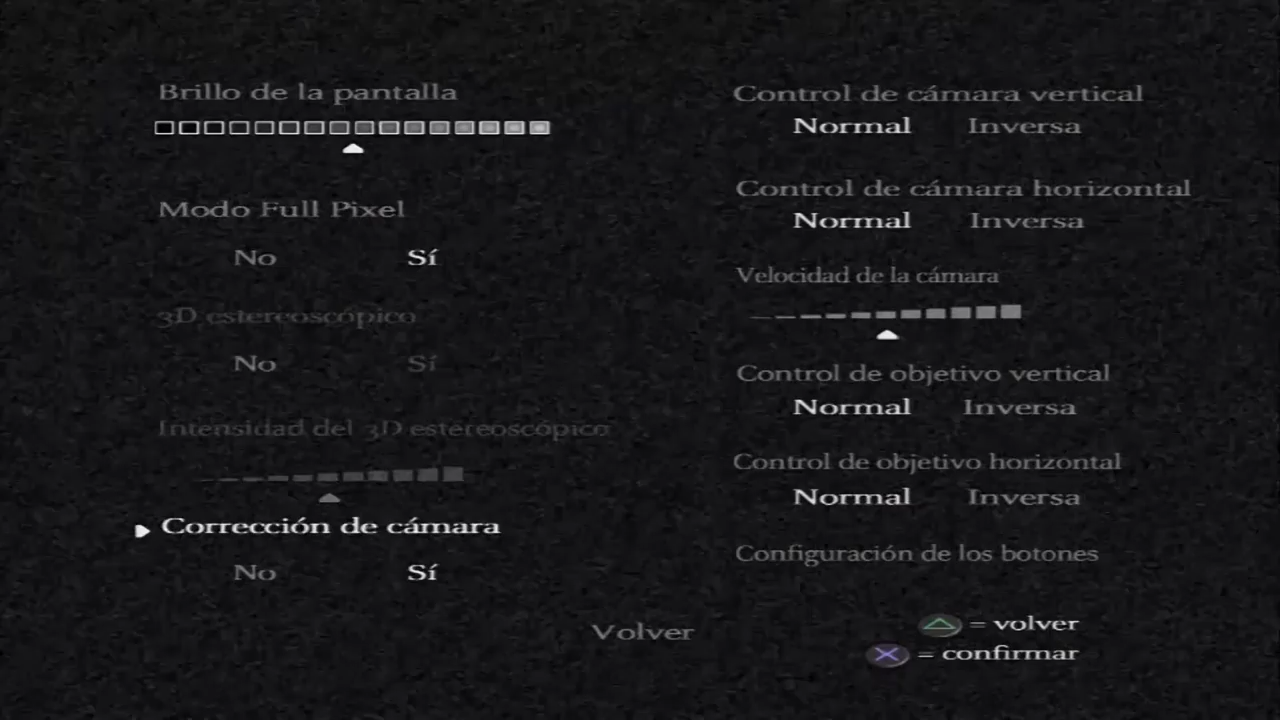 Brillo de la pantalla
Modo Full Pixel
No Sí
3D estereoscópico
No Sí
Intensidad del 3D estereoscópico
Corrección de cámara
No Sí
Control de cámara vertical
Normal Inversa
Control de cámara horizontal
Normal Inversa
Velocidad de la cámara
Control de objetivo vertical
Normal Inversa
Control de objetivo horizontal
Normal Inversa
Configuración de los botones
Volver
= volver
= confirmar